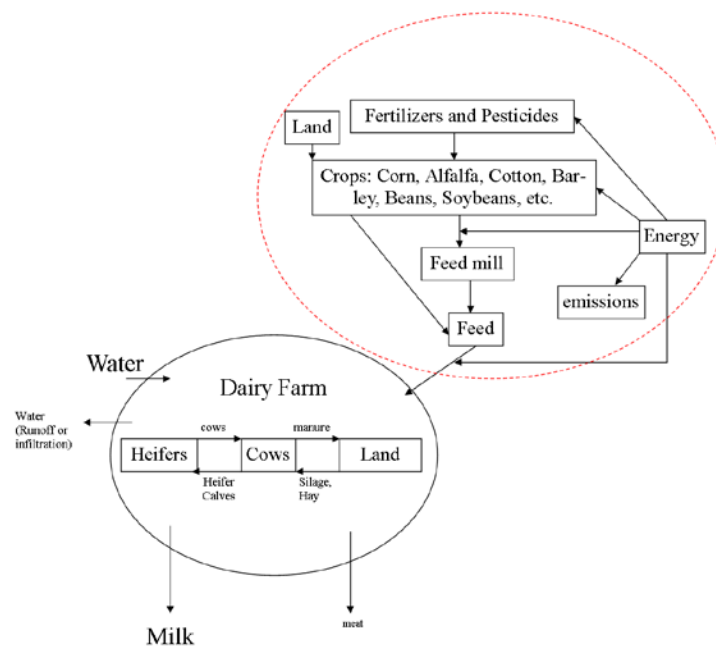 Fertilizers and Pesticides
Land
Crops: Corn, Alfalfa, Cotton, Bar-
ley, Beans, Soybeans, etc.
Energy
Feed mill
emissions
Feed
Water
Dairy Farm
Water
(Runoff or
infiltration)
cows
manure
Heifers
Cows
Land
Heifer
Calves
Silage,
Hay
Milk
meat